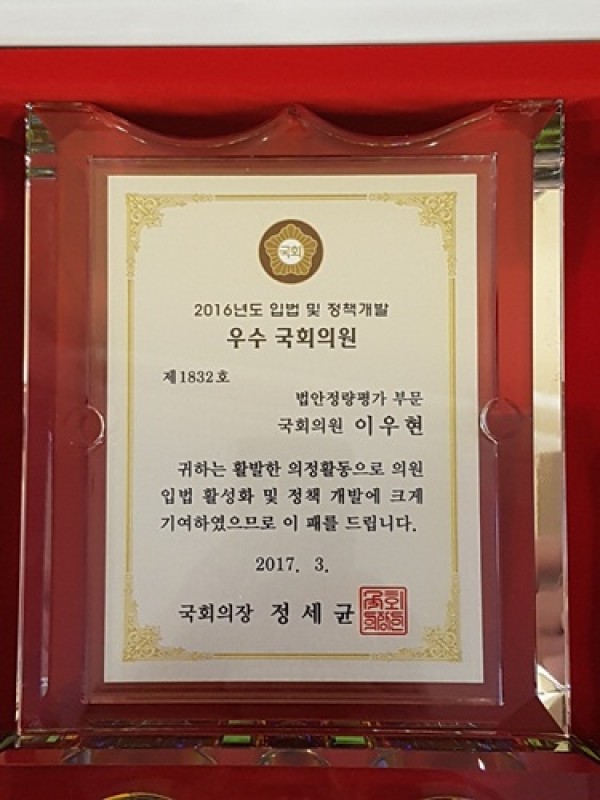 국회
2016년도 입법 및 정책개발
우수 국회의원
제1832호
법안정량평가 부문
국회의원 이우현
귀하는 활발한 의정활동으로 의원
입법 활성화 및 정책 개발에 크게
기여하였으므로 이 패를 드립니다.
2017. 3.
국회의장 정세균